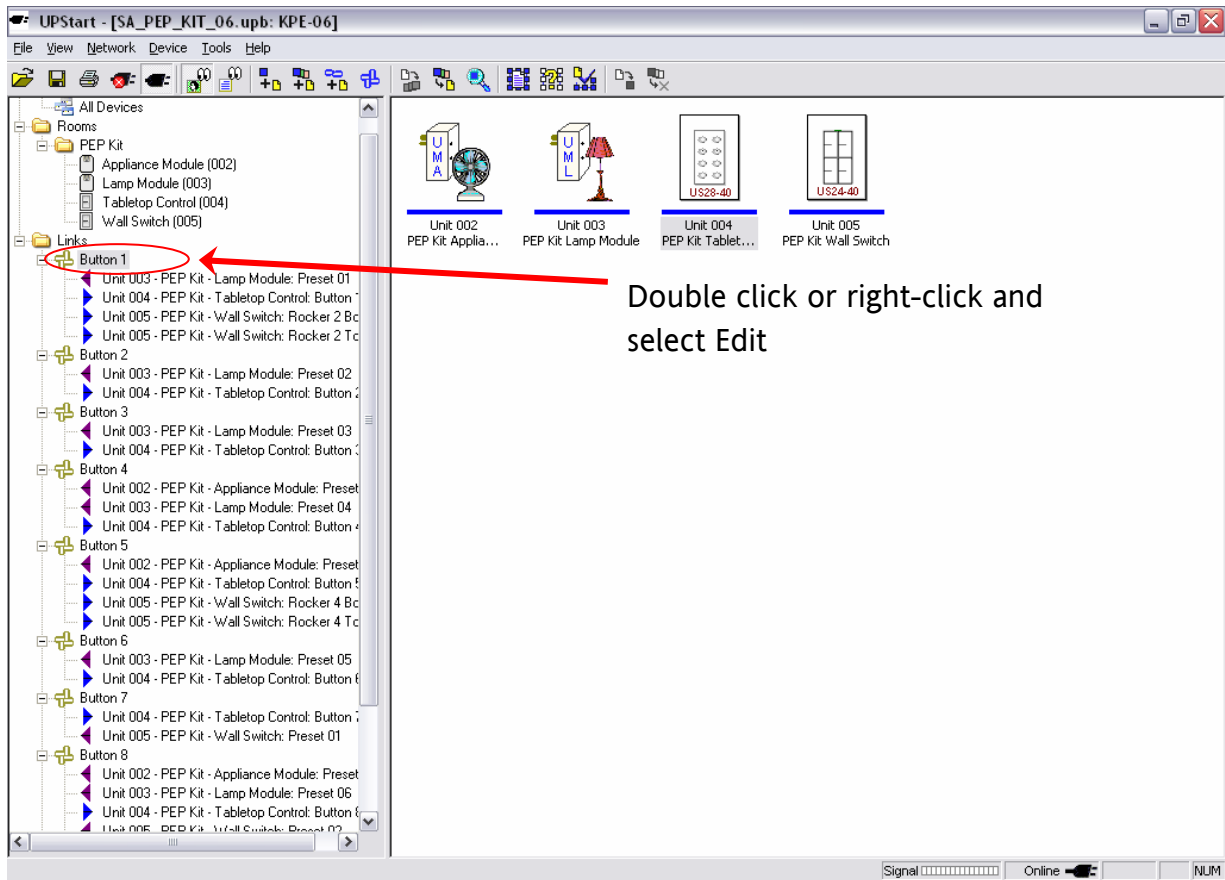 UPStart - [SA_PEP_KIT_06.upb: KPE-06]
File View Network Device Tools Help
All Devices
Rooms
PEP Kit
Appliance Module (002)
Lamp Module (003)
Tabletop Control (004)
Wall Switch (005)
Links
Button 1
Unit 003 - PEP Kit - Lamp Module: Preset 01
Unit 004 - PEP Kit - Tabletop Control: Button
Unit 005 - PEP Kit - Wall Switch: Rocker 2 Bo
Unit 005 - PEP Kit - Wall Switch: Rocker 2 To
Button 2
Unit 003 - PEP Kit - Lamp Module: Preset 02
Unit 004 - PEP Kit - Tabletop Control: Button 2
Button 3
Unit 003 - PEP Kit - Lamp Module: Preset 03
Unit 004 - PEP Kit - Tabletop Control: Button 3
Button 4
Unit 002 - PEP Kit - Appliance Module: Preset
Unit 003 - PEP Kit - Lamp Module: Preset 04
Unit 004 - PEP Kit - Tabletop Control: Button 4
Button 5
Unit 002 - PEP Kit - Appliance Module: Preset
Unit 004 - PEP Kit - Tabletop Control: Button 5
Unit 005 - PEP Kit - Wall Switch: Rocker 4 Bo
Unit 005 - PEP Kit - Wall Switch: Rocker 4 To
Button 6
Unit 003 - PEP Kit - Lamp Module: Preset 05
Unit 004 - PEP Kit - Tabletop Control: Button 6
Button 7
Unit 004 - PEP Kit - Tabletop Control: Button 7
Unit 005 - PEP Kit - Wall Switch: Preset 01
Button 8
Unit 002 - PEP Kit - Appliance Module: Preset
Unit 003 - PEP Kit - Lamp Module: Preset 06
Unit 004 - PEP Kit - Tabletop Control: Button 8
Unit 005 - PEP Kit - Wall Switch: Preset 02
UMA
UML
US28-40
US24-40
Unit 002
PEP Kit Applia...
Unit 003
PEP Kit Lamp Module
Unit 004
PEP Kit Tablet...
Unit 005
PEP Kit Wall Switch
Double click or right-click and
select Edit
Signal
Online
NUM